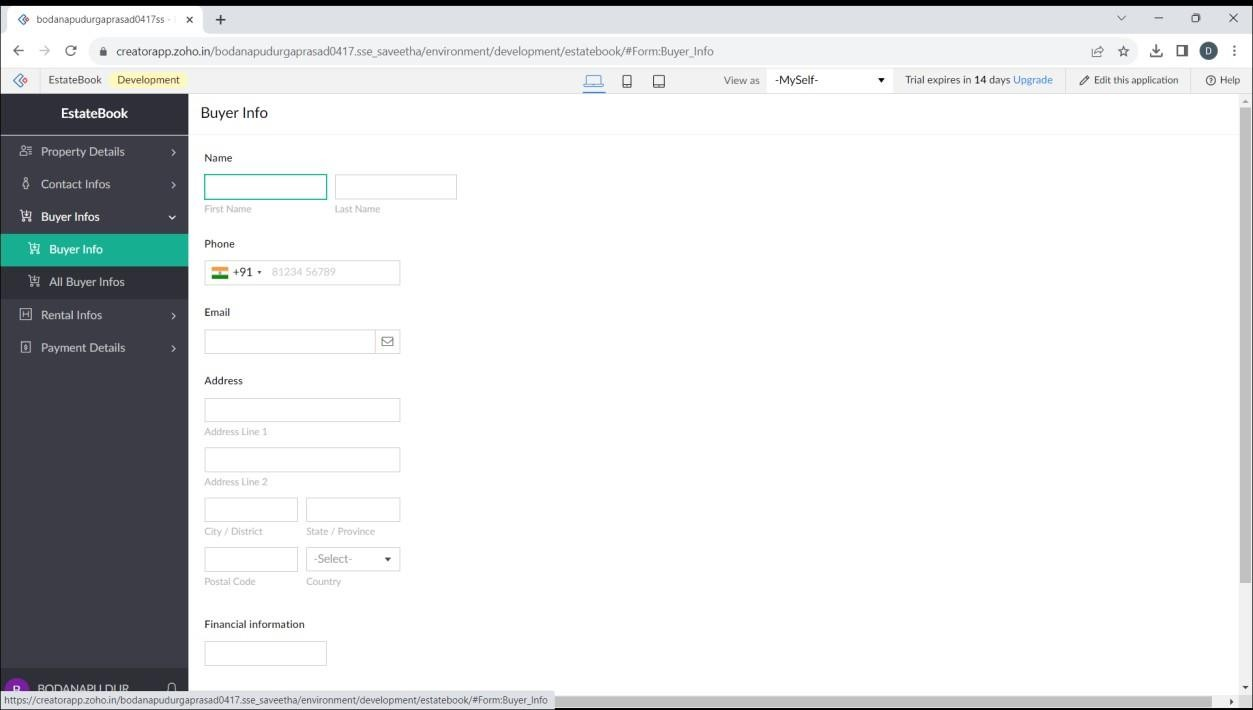 bodanapudurgaprasad0417ss -
creatorapp.zoho.in/bodanapudurgaprasad0417.sse_saveetha/environment/development/estatebook/#Form:Buyer_Info
D
EstateBook Development
View as -MySelf-
Trial expires in 14 days Upgrade
Edit this application
Help
EstateBook
Property Details
Contact Infos
Buyer Infos
Buyer Info
All Buyer Infos
Rental Infos
Payment Details
Buyer Info
Name
First Name Last Name
Phone
+91 81234 56789
Email
Address
Address Line 1
Address Line 2
City / District State / Province
-Select-
Postal Code Country
Financial information
BODANAPU DUR
https://creatorapp.zoho.in/bodanapudurgaprasad0417.sse_saveetha/environment/development/estatebook/#Form:Buyer_Info